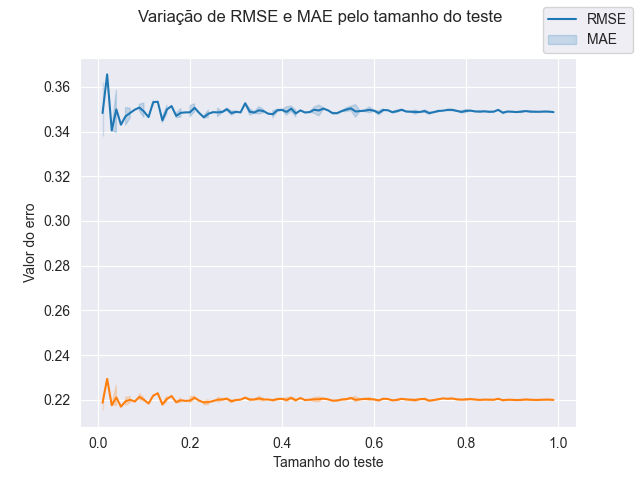 Variação de RMSE e MAE pelo tamanho do teste
RMSE
MAE
Valor do erro
0.36
0.34
0.32
0.30
0.28
0.26
0.24
0.22
0.0 0.2 0.4 0.6 0.8 1.0
Tamanho do teste